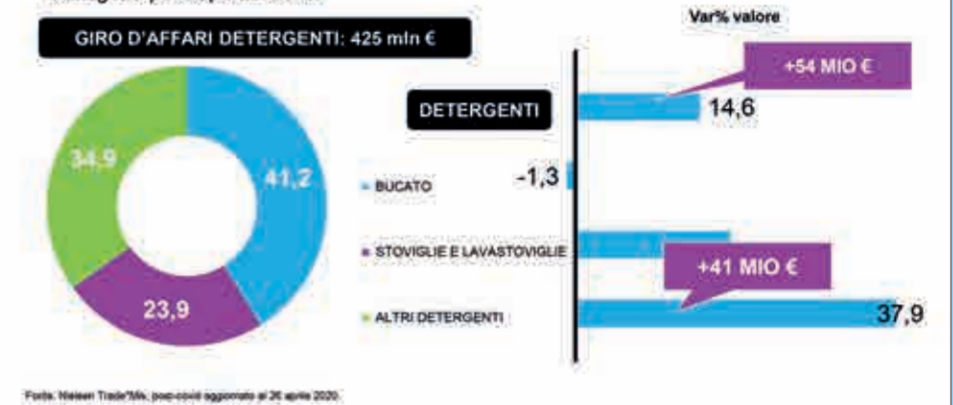 Var% valore
GIRO D'AFFARI DETERGENTI: 425 mln €
+54 MIO €
DETERGENTI
14,6
34,9
41,2
23,9
BUCATO
-1,3
STOVIGLIE E LAVASTOVIGLIE
+41 MIO €
ALTRI DETERGENTI
37,9
Fonte. Nielsen Trade*Mis, post-covid aggiornato al 26 aprile 2020.